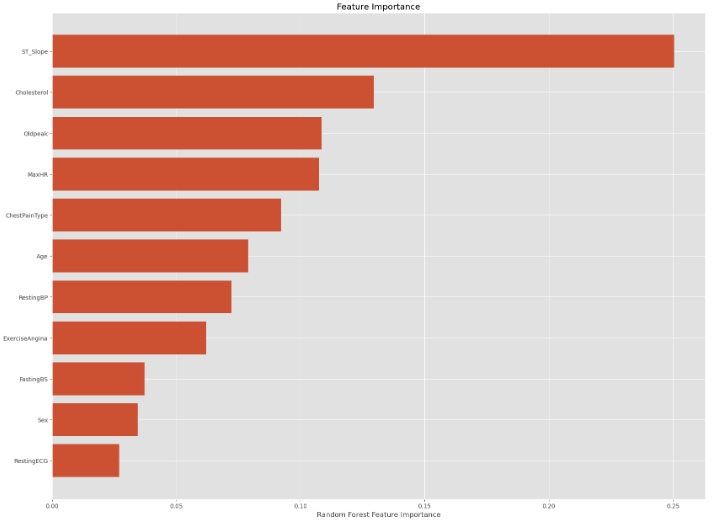 Feature Importance
ST_Slope
Cholesterol
Oldpeak
MaxHR
ChestPainType
Age
RestingBP
ExerciseAngina
FastingBS
Sex
RestingECG
0.00 0.05 0.10 0.15 0.20 0.25
Random Forest Feature Importance